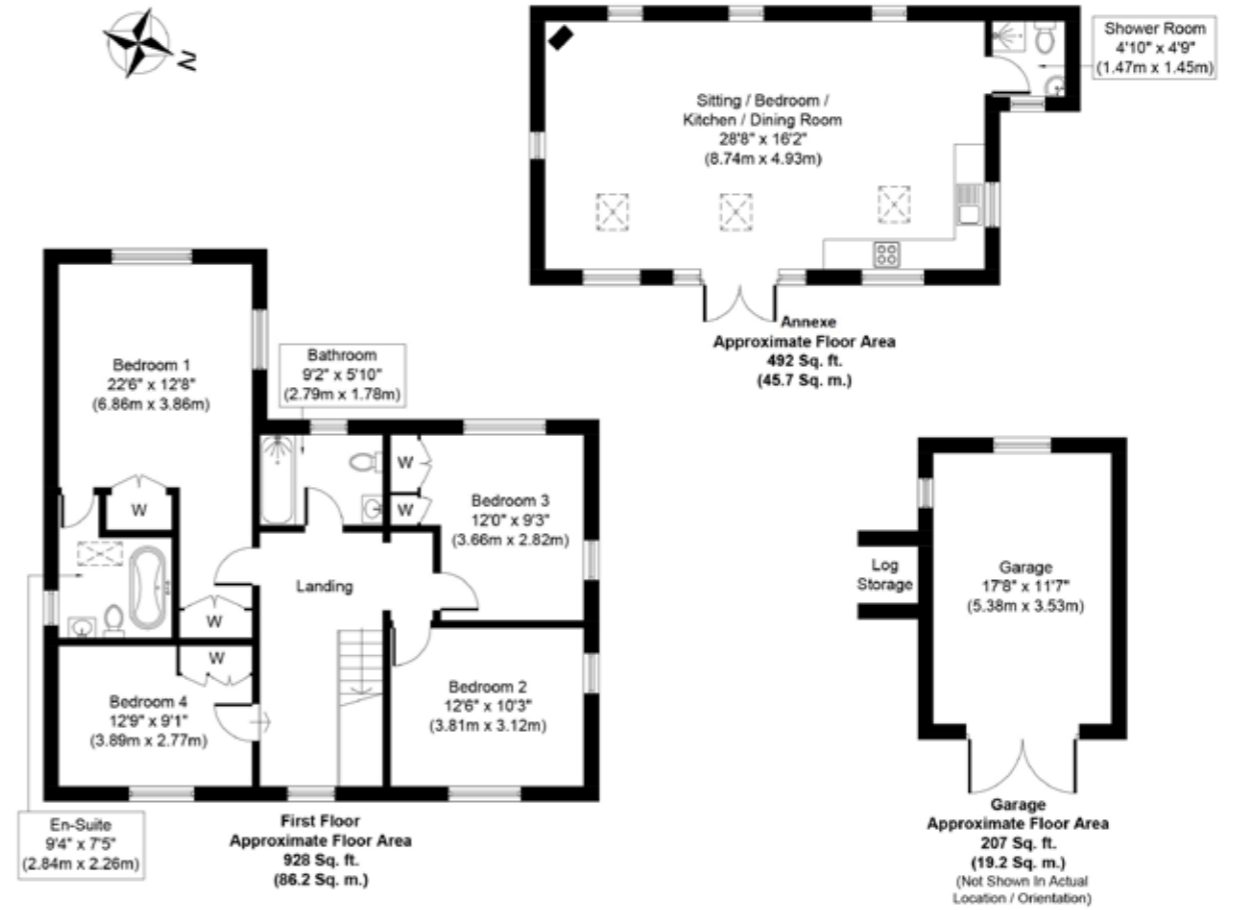 N
Shower Room
4'10" x 4'9"
(1.47m x 1.45m)
Sitting / Bedroom /
Kitchen / Dining Room
28'8" x 16'2"
(8.74m x 4.93m)
Annexe
Approximate Floor Area
492 Sq. ft.
(45.7 Sq. m.)
Bedroom 1
22'6" x 12'8"
(6.86m x 3.86m)
Bathroom
9'2" x 5'10"
(2.79m x 1.78m)
W
W
W
Bedroom 3
12'0" x 9'3"
(3.66m x 2.82m)
Landing
W
W
Bedroom 4
12'9" x 9'1"
(3.89m x 2.77m)
Bedroom 2
12'6" x 10'3"
(3.81m x 3.12m)
En-Suite
9'4" x 7'5"
(2.84m x 2.26m)
First Floor
Approximate Floor Area
928 Sq. ft.
(86.2 Sq. m.)
Log
Storage
Garage
17'8" x 11'7"
(5.38m x 3.53m)
Garage
Approximate Floor Area
207 Sq. ft.
(19.2 Sq. m.)
(Not Shown In Actual
Location / Orientation)